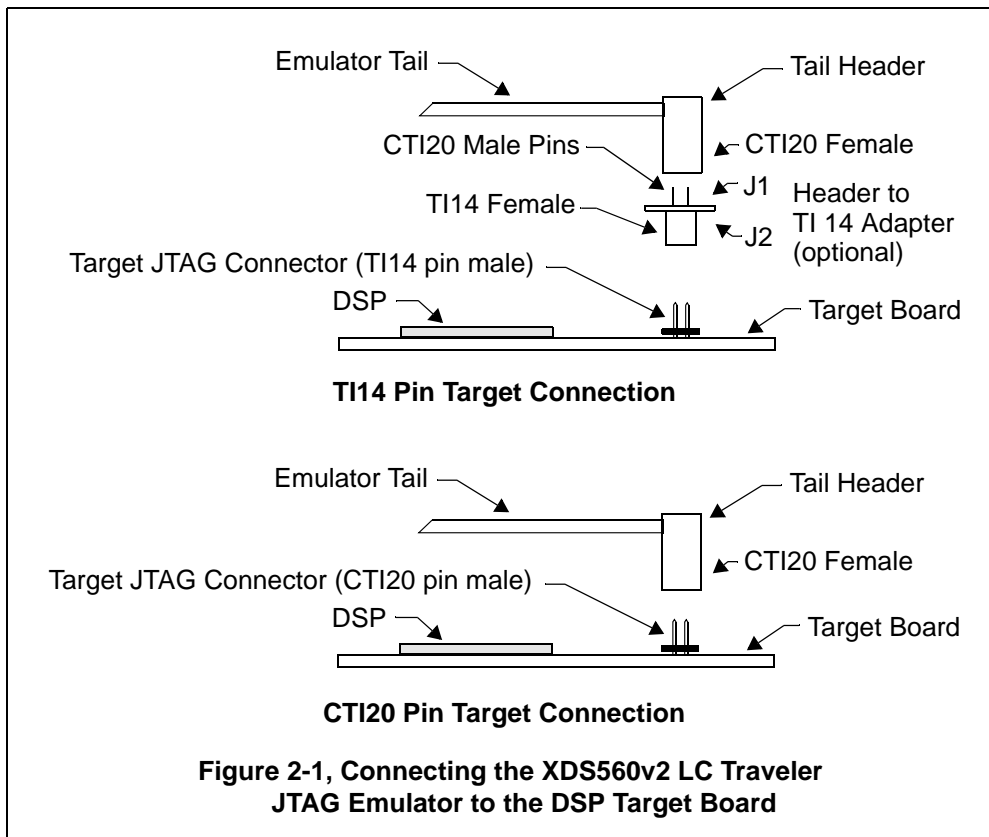 Emulator Tail
Tail Header
CTI20 Male Pins
CTI20 Female
J1
TI14 Female
Header to
TI 14 Adapter
(optional)
J2
Target JTAG Connector (TI14 pin male)
DSP
Target Board
TI14 Pin Target Connection
Emulator Tail
Tail Header
CTI20 Female
Target JTAG Connector (CTI20 pin male)
DSP
Target Board
CTI20 Pin Target Connection
Figure 2-1, Connecting the XDS560v2 LC Traveler
JTAG Emulator to the DSP Target Board